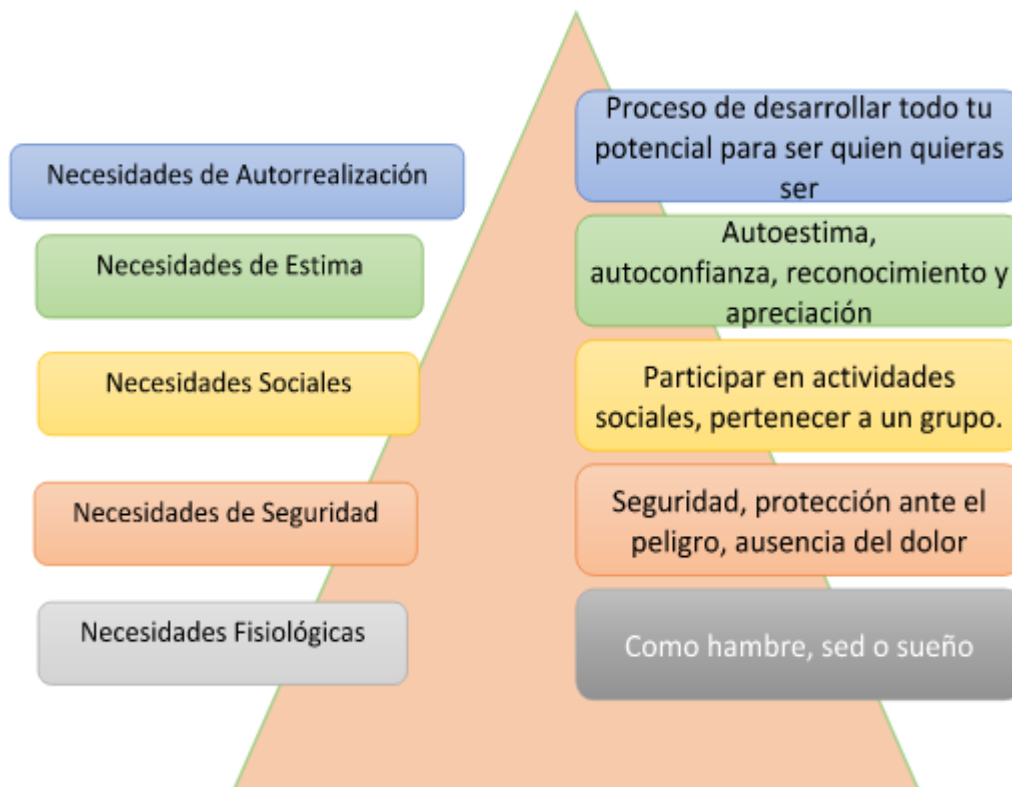 Necesidades de Autorrealización
Proceso de desarrollar todo tu
potencial para ser quien quieras
ser
Necesidades de Estima
Autoestima,
autoconfianza, reconocimiento y
apreciación
Necesidades Sociales
Participar en actividades
sociales, pertenecer a un grupo.
Necesidades de Seguridad
Seguridad, protección ante el
peligro, ausencia del dolor
Necesidades Fisiológicas
Como hambre, sed o sueño